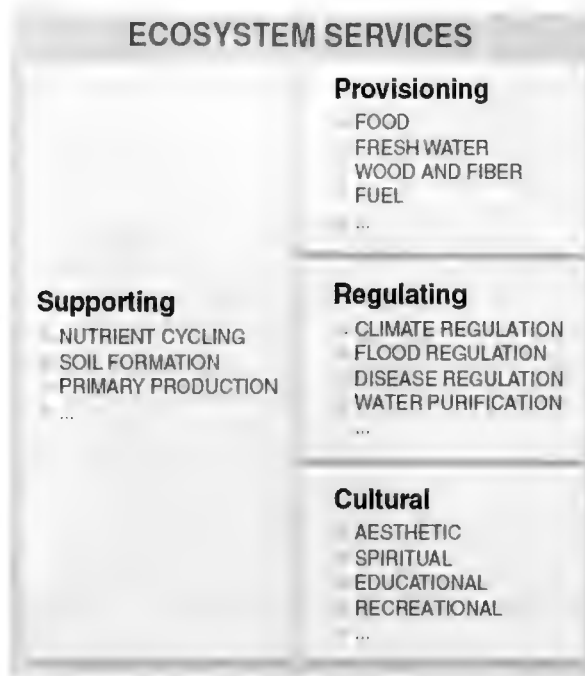 ECOSYSTEM SERVICES
Supporting
NUTRIENT CYCLING
SOIL FORMATION
PRIMARY PRODUCTION
...
Provisioning
FOOD
FRESH WATER
WOOD AND FIBER
FUEL
...
Regulating
CLIMATE REGULATION
FLOOD REGULATION
DISEASE REGULATION
WATER PURIFICATION
...
Cultural
AESTHETIC
SPIRITUAL
EDUCATIONAL
RECREATIONAL
...